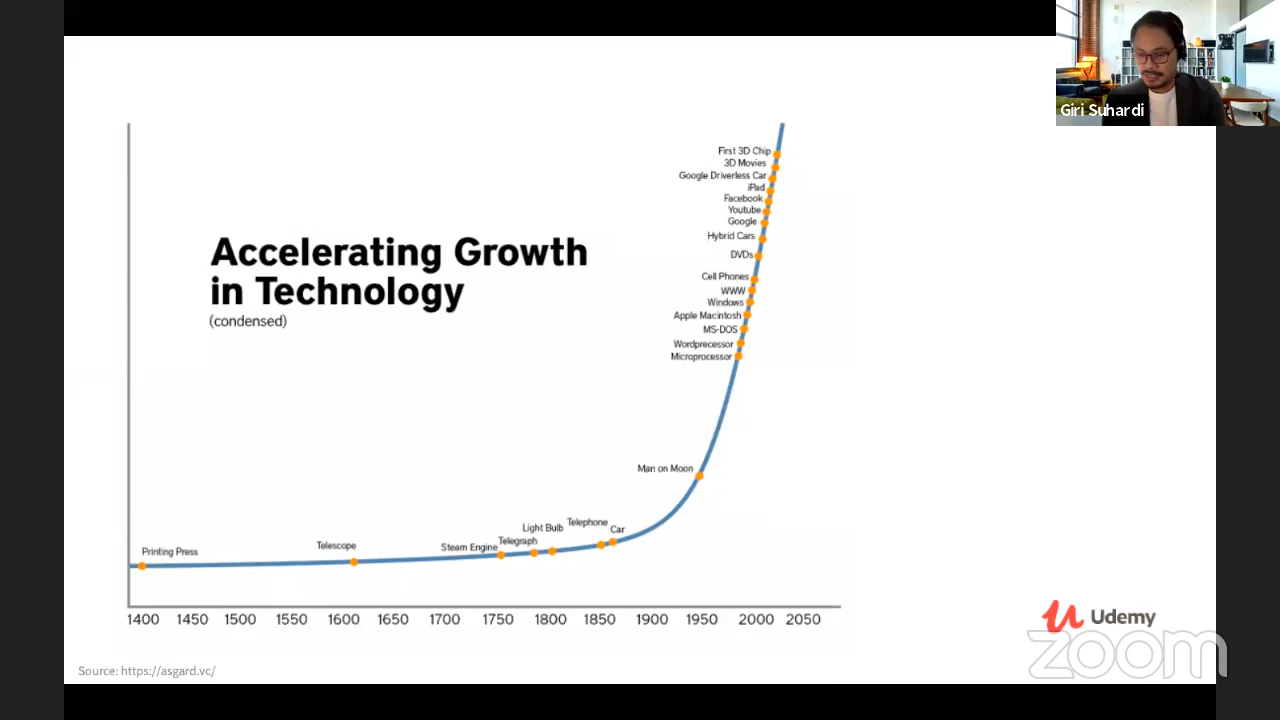 Giri Suhardi
Accelerating Growth
in Technology
(condensed)
First 3D Chip
3D Movies
Google Driverless Car
iPad
Facebook
Youtube
Google
Hybrid Cars
DVDs
Cell Phones
WWW
Windows
Apple Macintosh
MS-DOS
Wordprecessor
Microprocessor
Man on Moon
Printing Press
Telescope
Steam Engine
Telegraph
Light Bulb
Telephone
Car
1400 1450 1500 1550 1600 1650 1700 1750 1800 1850 1900 1950 2000 2050
Udemy
zoom
Source: https://asgard.vc/